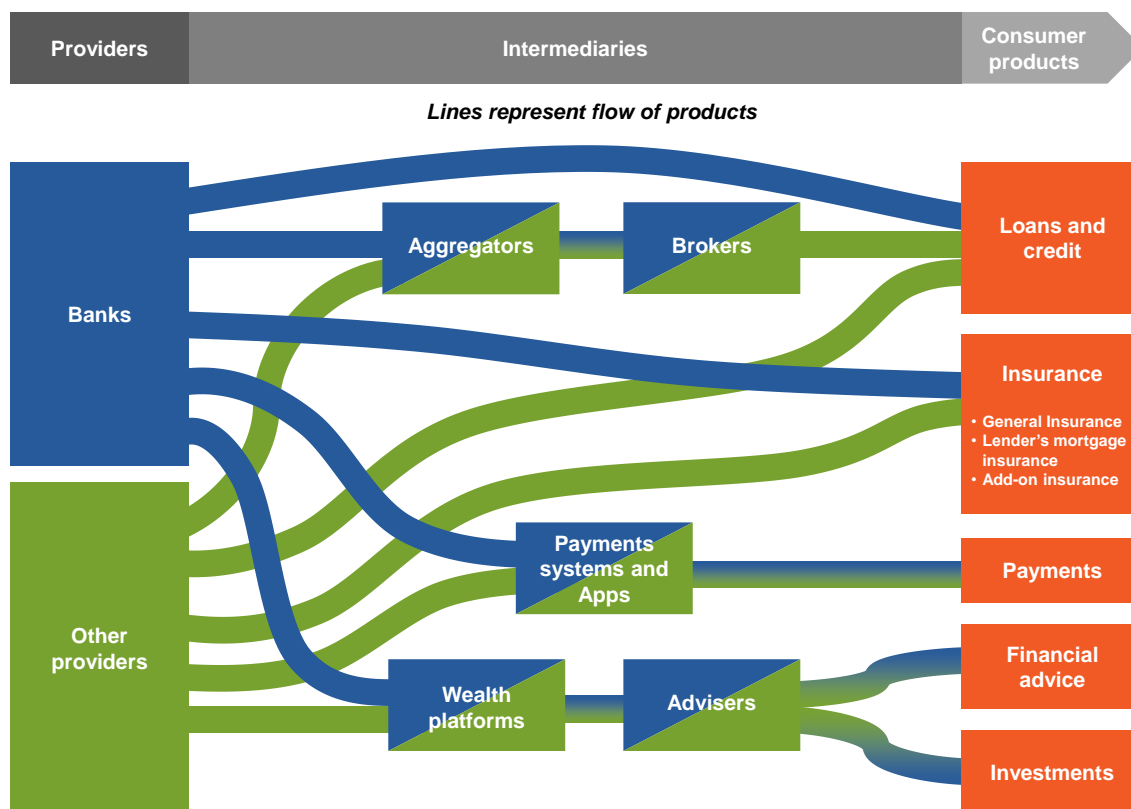 Providers
Intermediaries
Consumer
products
Lines represent flow of products
Banks
Other
providers
Aggregators
Brokers
Payments
systems and
Apps
Wealth
platforms
Advisers
Loans and
credit
Insurance
• General Insurance
• Lender's mortgage
insurance
• Add-on insurance
Payments
Financial
advice
Investments